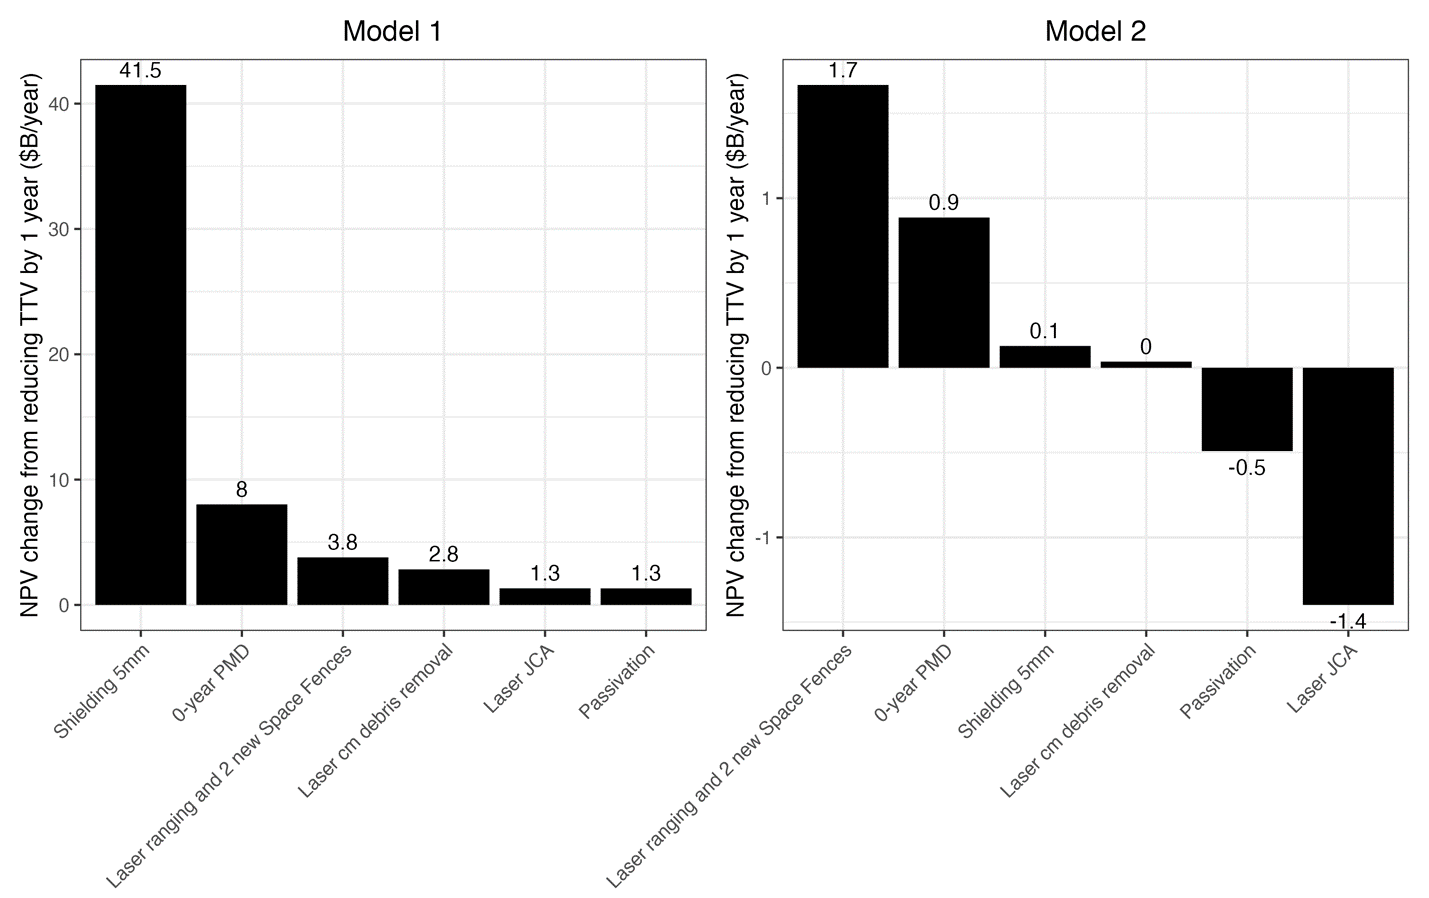 Model 1
NPV change from reducing TTV by 1 year ($B/year)
40
30
20
10
0
41.5
8
3.8
2.8
1.3
1.3
Shielding 5mm
0-year PMD
Laser ranging and 2 new Space Fences
Laser cm debris removal
Laser JCA
Passivation
Model 2
NPV change from reducing TTV by 1 year ($B/year)
1
0
-1
1.7
0.9
0.1
0
-0.5
-1.4
Laser ranging and 2 new Space Fences
0-year PMD
Shielding 5mm
Laser cm debris removal
Passivation
Laser JCA